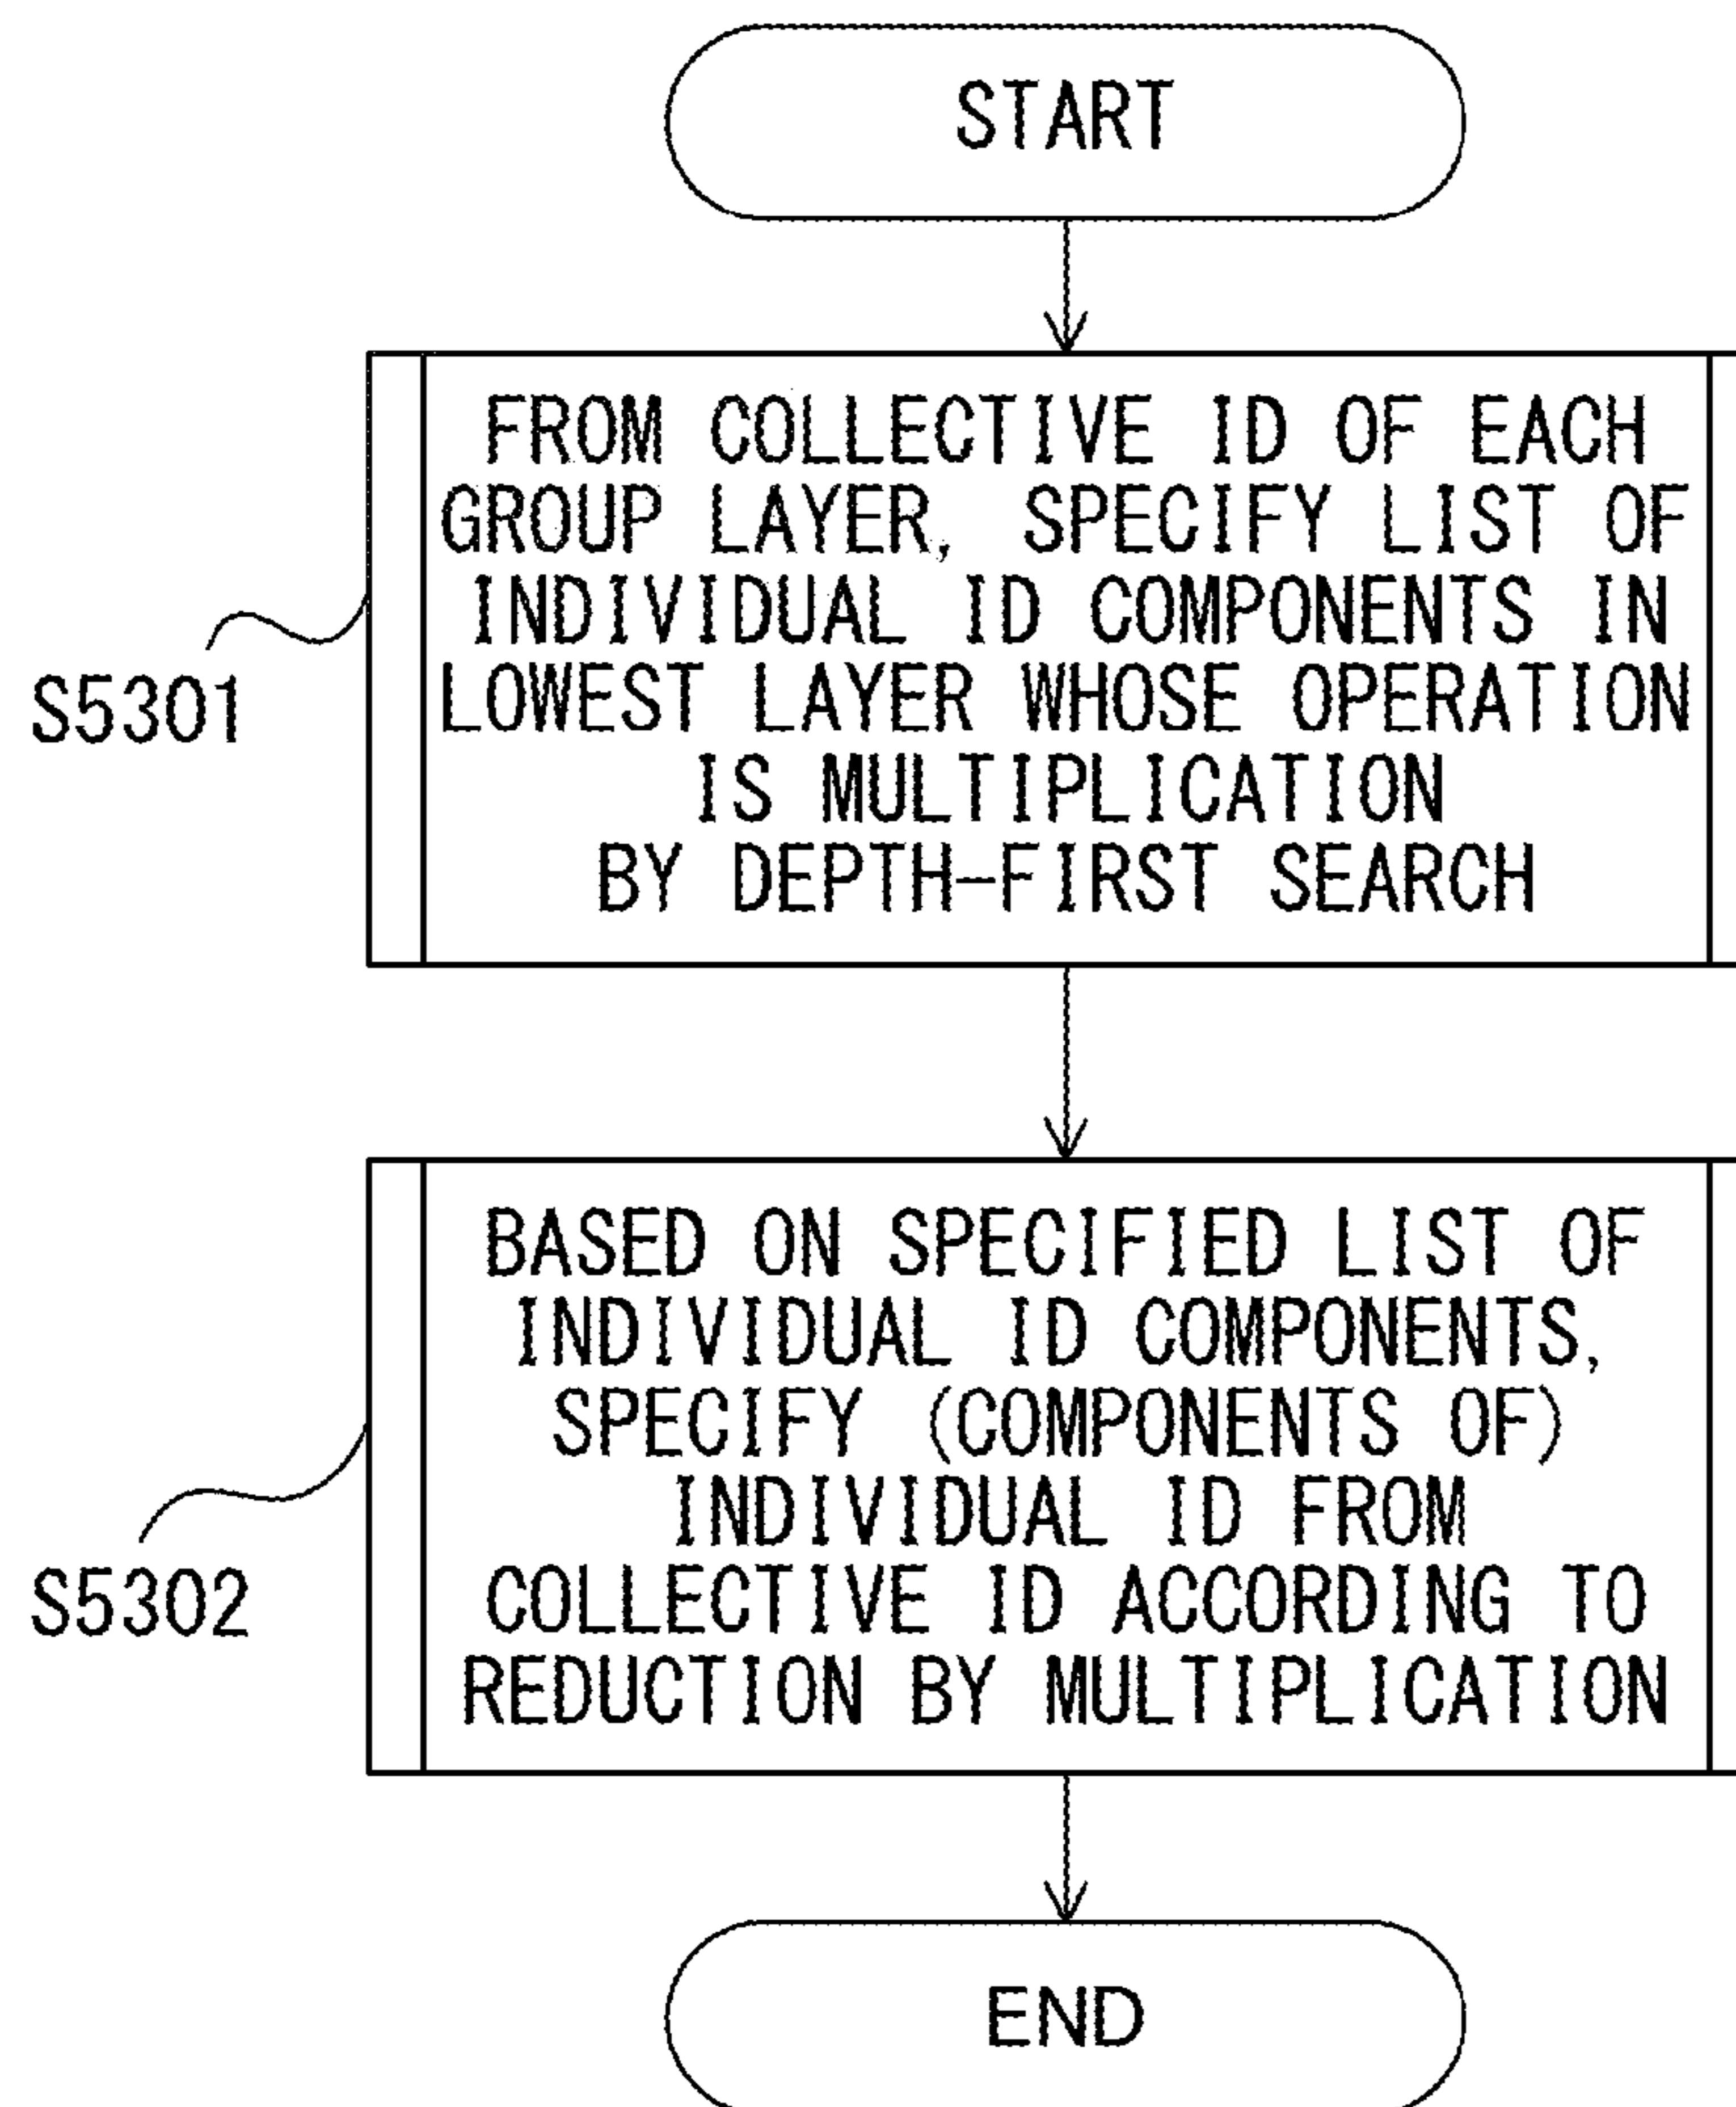 START
FROM COLLECTIVE ID OF EACH
GROUP LAYER, SPECIFY LIST OF
INDIVIDUAL ID COMPONENTS IN
LOWEST LAYER WHOSE OPERATION
IS MULTIPLICATION
BY DEPTH-FIRST SEARCH
S5301
BASED ON SPECIFIED LIST OF
INDIVIDUAL ID COMPONENTS,
SPECIFY (COMPONENTS OF)
INDIVIDUAL ID FROM
COLLECTIVE ID ACCORDING TO
REDUCTION BY MULTIPLICATION
S5302
END